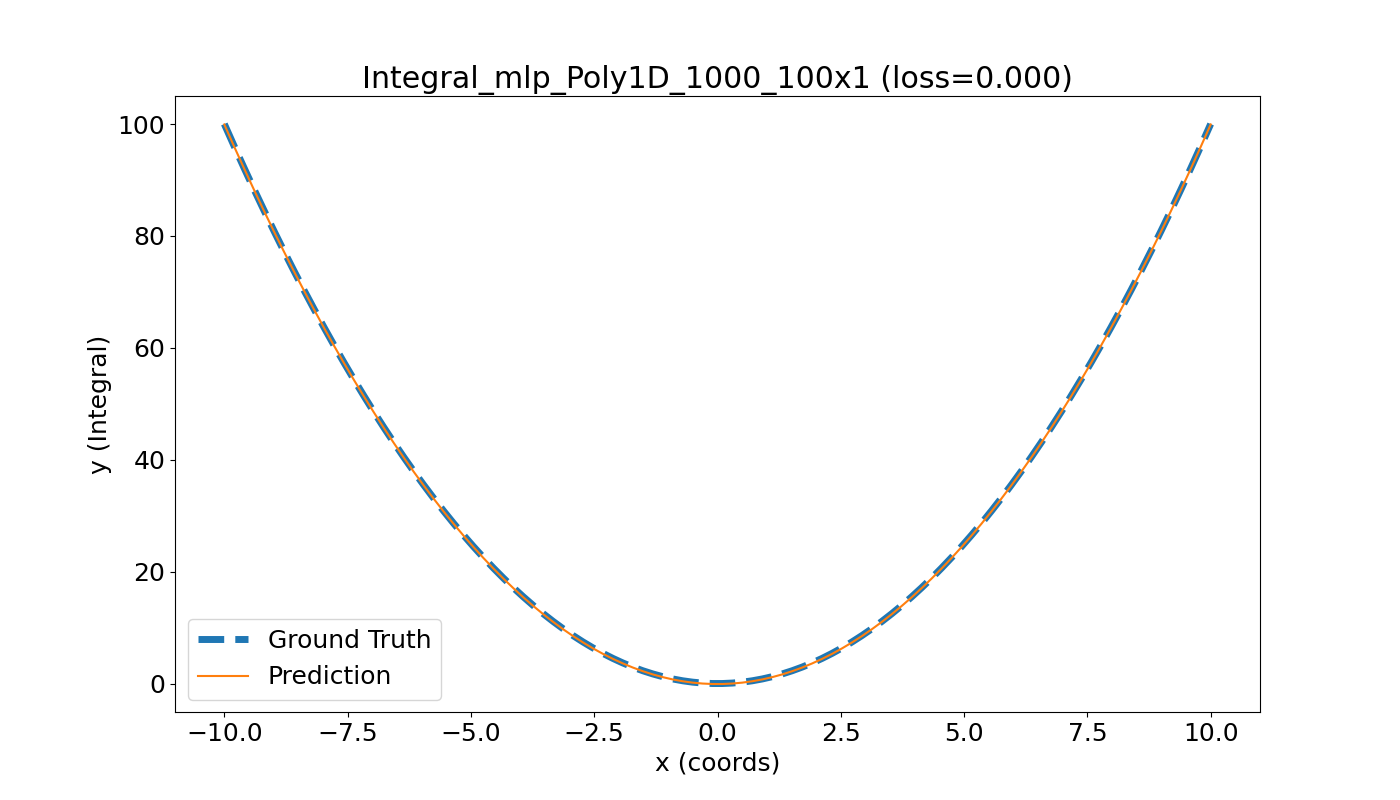 Integral_mlp_Poly1D_1000_100x1 (loss=0.000)
100
80
60
40
20
0
y (Integral)
Ground Truth
Prediction
−10.0 −7.5 −5.0 −2.5 0.0 2.5 5.0 7.5 10.0
x (coords)